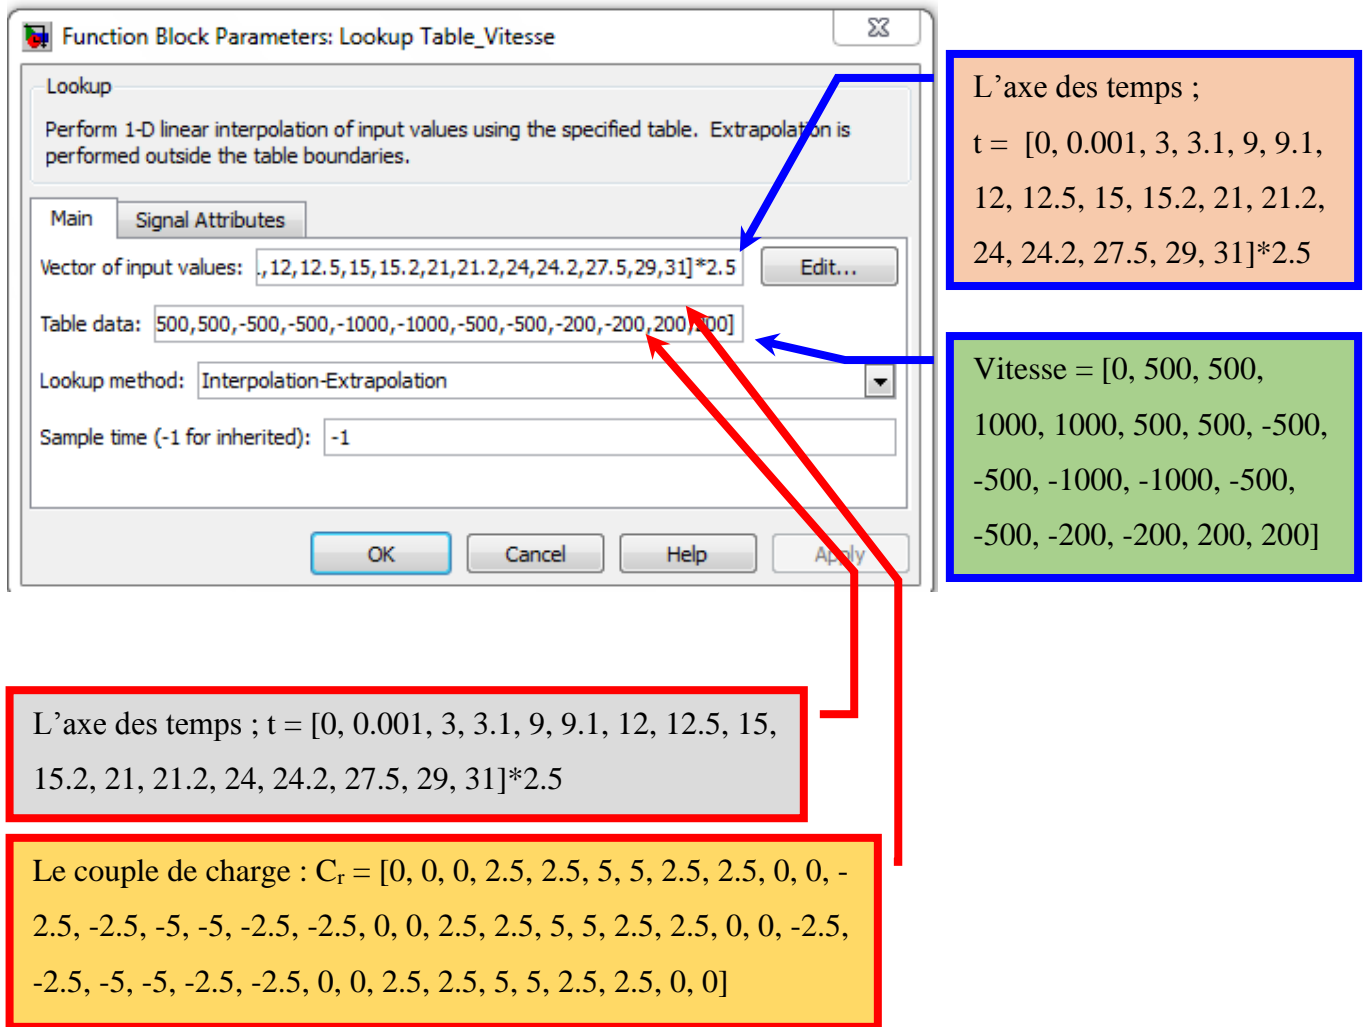 Function Block Parameters: Lookup Table_Vitesse
Lookup
Perform 1-D linear interpolation of input values using the specified table. Extrapolation is
performed outside the table boundaries.
Main Signal Attributes
Vector of input values: .,12,12.5,15,15.2,21,21.2,24,24.2,27.5,29,31]*2.5 Edit...
Table data: 500,500,-500,-500,-1000,-1000,-500,-500,-200,-200,200,200]
Lookup method: Interpolation-Extrapolation
Sample time (-1 for inherited): -1
OK Cancel Help Apply
L’axe des temps ;
t = [0, 0.001, 3, 3.1, 9, 9.1,
12, 12.5, 15, 15.2, 21, 21.2,
24, 24.2, 27.5, 29, 31]*2.5
Vitesse = [0, 500, 500,
1000, 1000, 500, 500, -500,
-500, -1000, -1000, -500,
-500, -200, -200, 200, 200]
L’axe des temps ; t = [0, 0.001, 3, 3.1, 9, 9.1, 12, 12.5, 15,
15.2, 21, 21.2, 24, 24.2, 27.5, 29, 31]*2.5
Le couple de charge : Cr = [0, 0, 0, 2.5, 2.5, 5, 5, 2.5, 2.5, 0, 0, -
2.5, -2.5, -5, -5, -2.5, -2.5, 0, 0, 2.5, 2.5, 5, 5, 2.5, 2.5, 0, 0, -2.5,
-2.5, -5, -5, -2.5, -2.5, 0, 0, 2.5, 2.5, 5, 5, 2.5, 2.5, 0, 0]